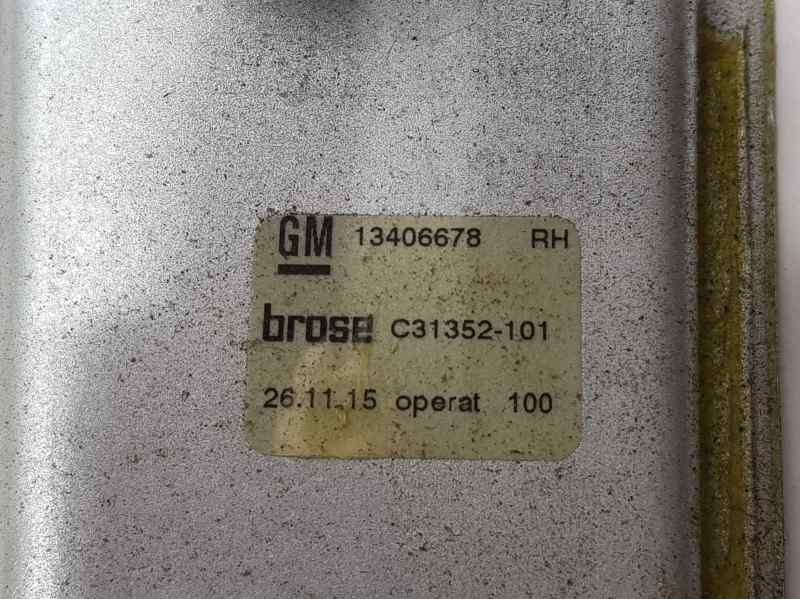 GM 13406678 RH
brose C31352-101
26.11.15 operat 100